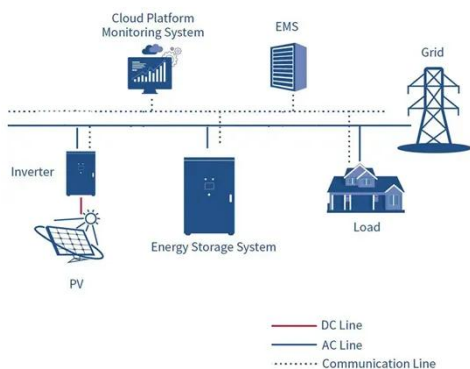 Cloud Platform
Monitoring System
EMS
Grid
Inverter
Energy Storage System
Load
PV
DC Line
AC Line
Communication Line